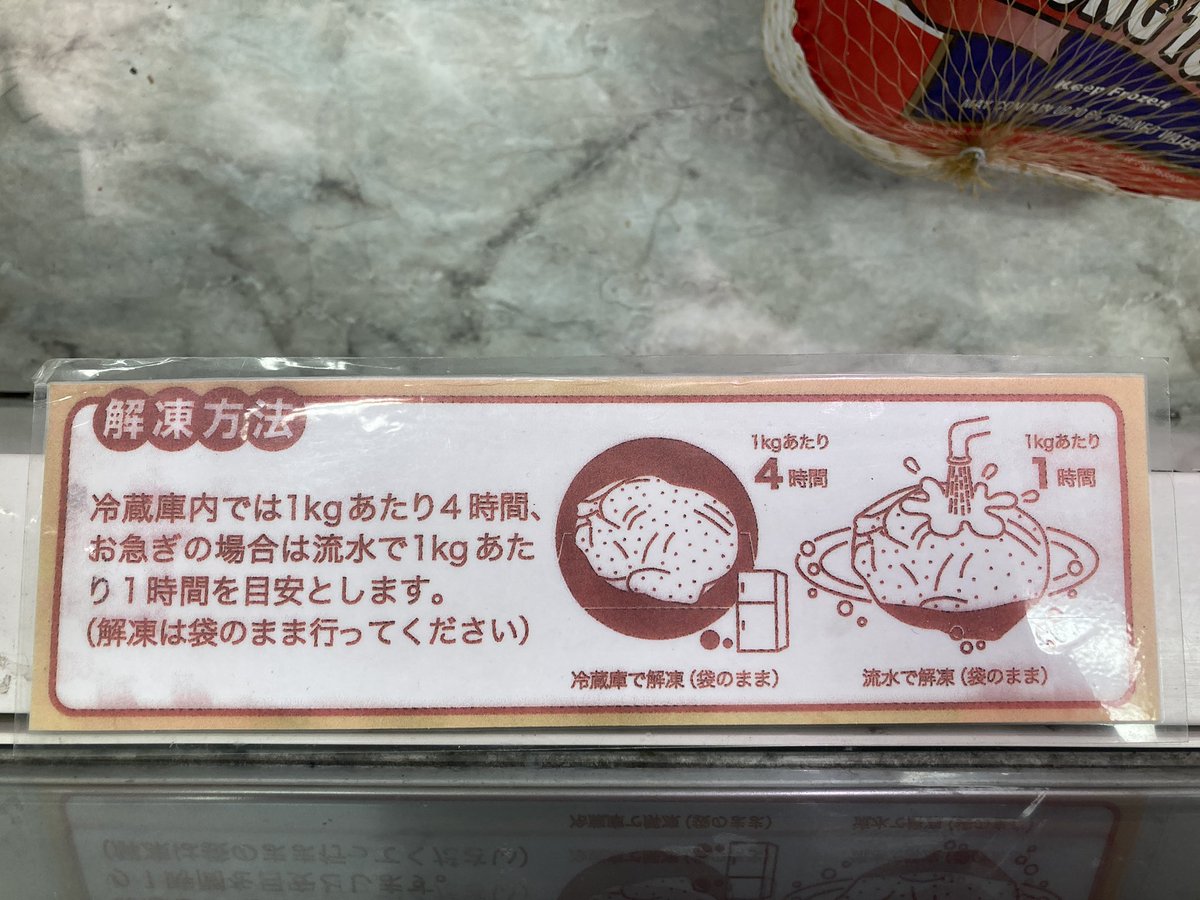 Keep Frozen
解凍方法
冷蔵庫内では1kgあたり4時間、
お急ぎの場合は流水で1kgあた
り1時間を目安とします。
(解凍は袋のまま行ってください)
1kgあたり
4時間
冷蔵庫で解凍(袋のまま)
1kgあたり
1時間
流水で解凍(袋のまま)